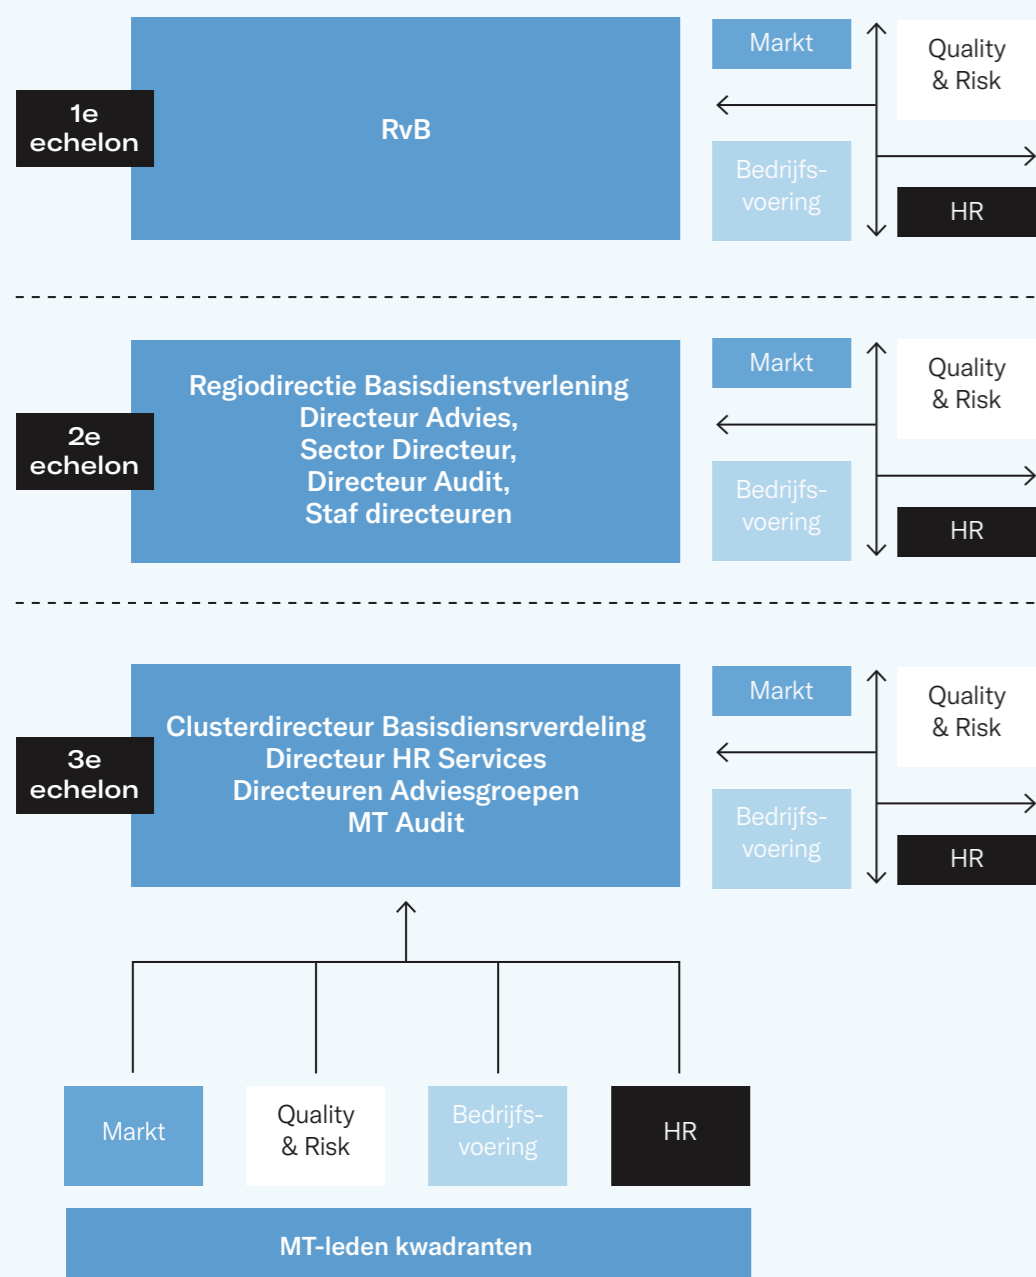 1e
echelon
RvB
Markt
Quality
& Risk
Bedrijfs-
voering
HR
2e
echelon
Regiodirectie Basisdienstverlening
Directeur Advies,
Sector Directeur,
Directeur Audit,
Staf directeuren
Markt
Quality
& Risk
Bedrijfs-
voering
HR
3e
echelon
Clusterdirecteur Basisdiensrverdeling
Directeur HR Services
Directeuren Adviesgroepen
MT Audit
Markt
Quality
& Risk
Bedrijfs-
voering
HR
Markt
Quality
& Risk
Bedrijfs-
voering
HR
MT-leden kwadranten